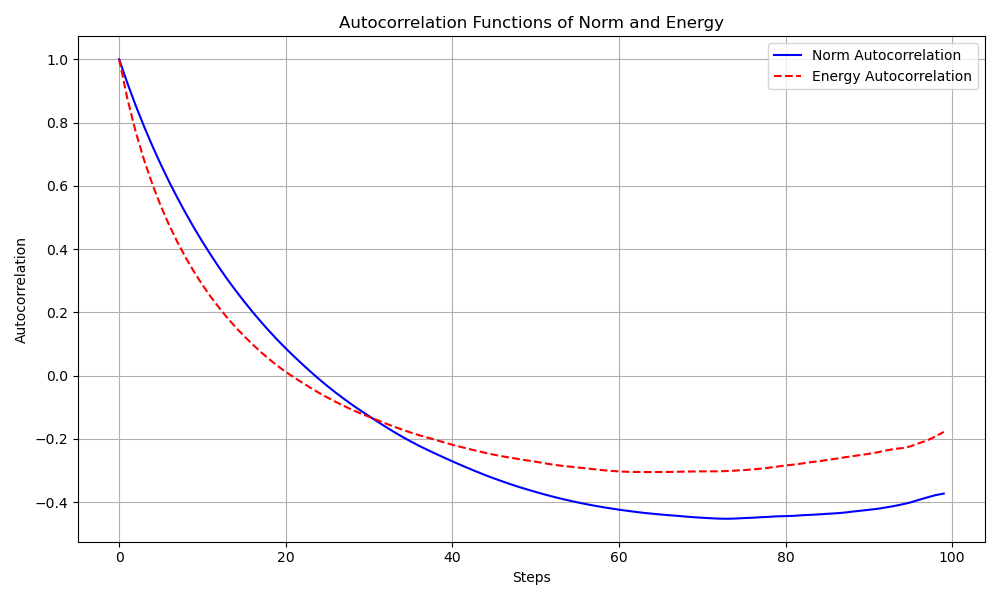 Autocorrelation Functions of Norm and Energy
Norm Autocorrelation
Energy Autocorrelation
Autocorrelation
1.0
0.8
0.6
0.4
0.2
0.0
−0.2
−0.4
0 20 40 60 80 100
Steps